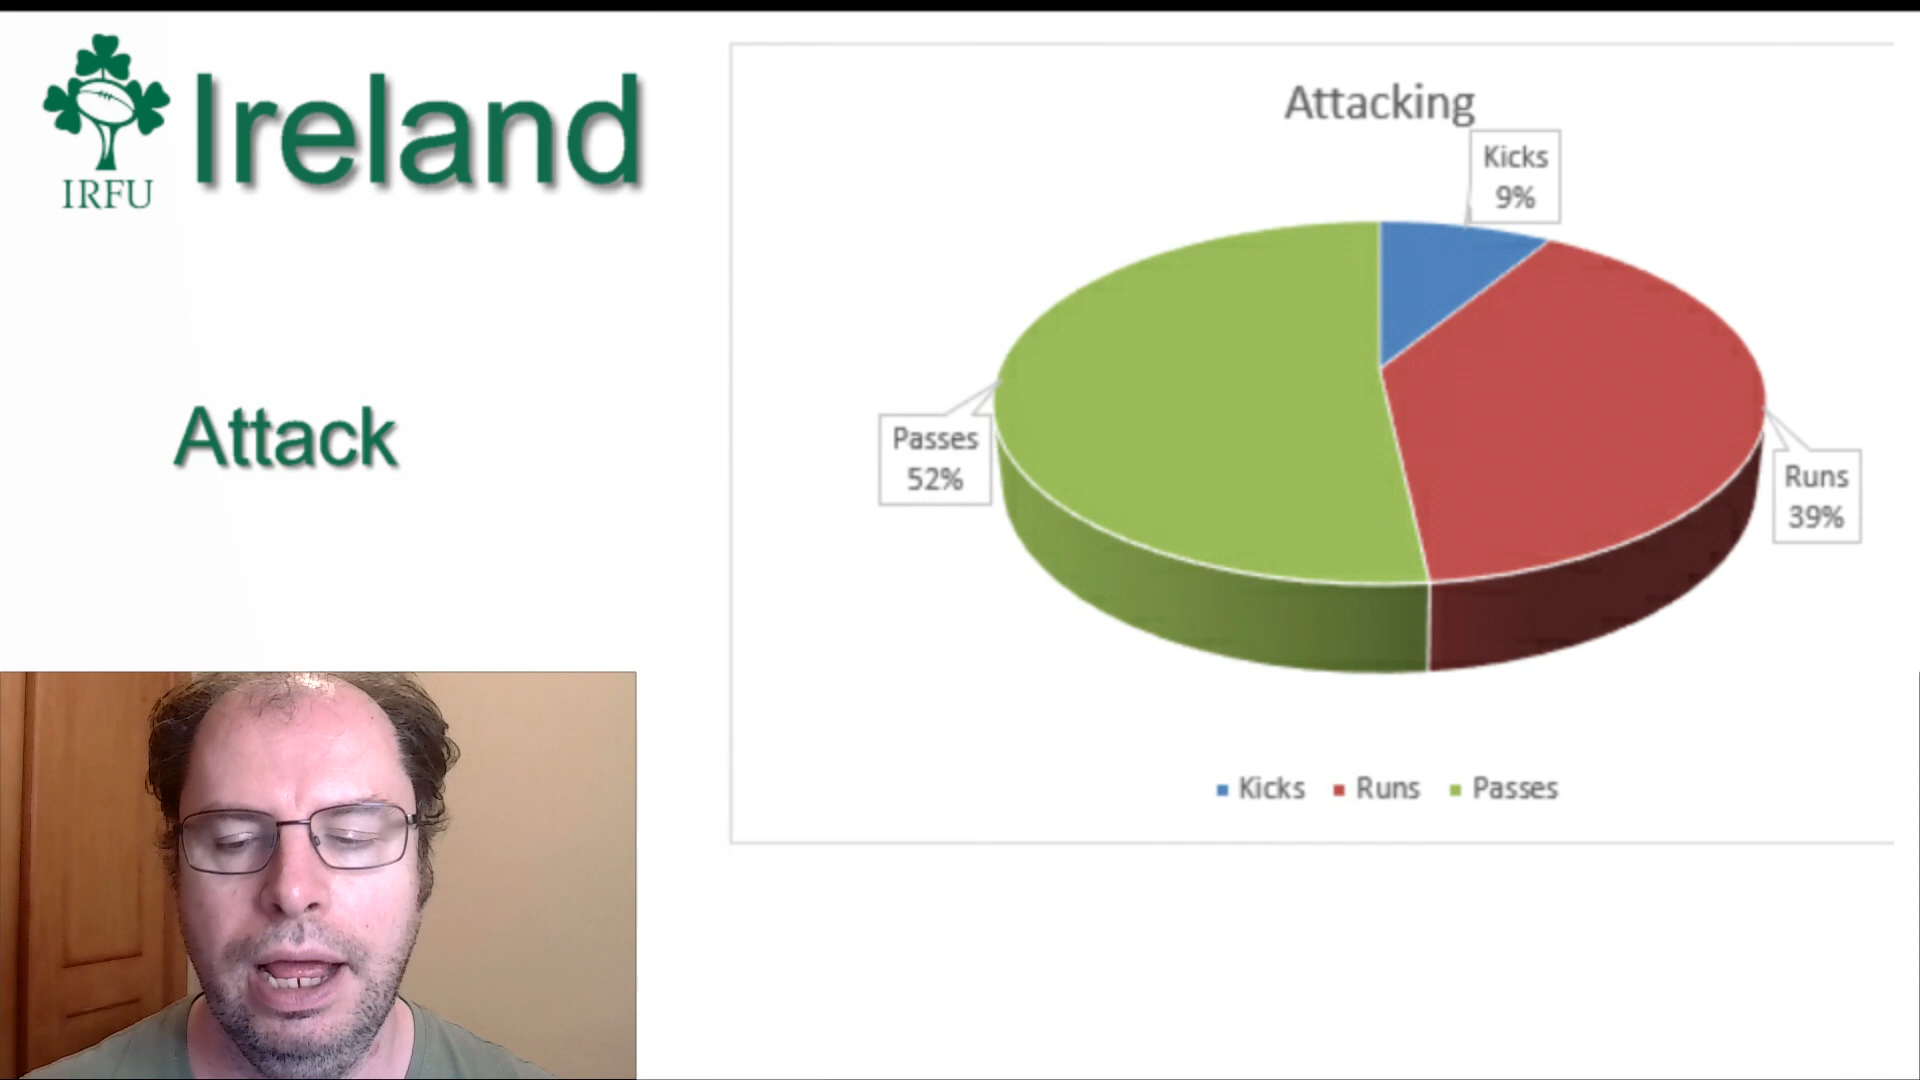 IRFU
Ireland
Attack
Attacking
Kicks
9%
Passes
52%
Runs
39%
Kicks Runs Passes